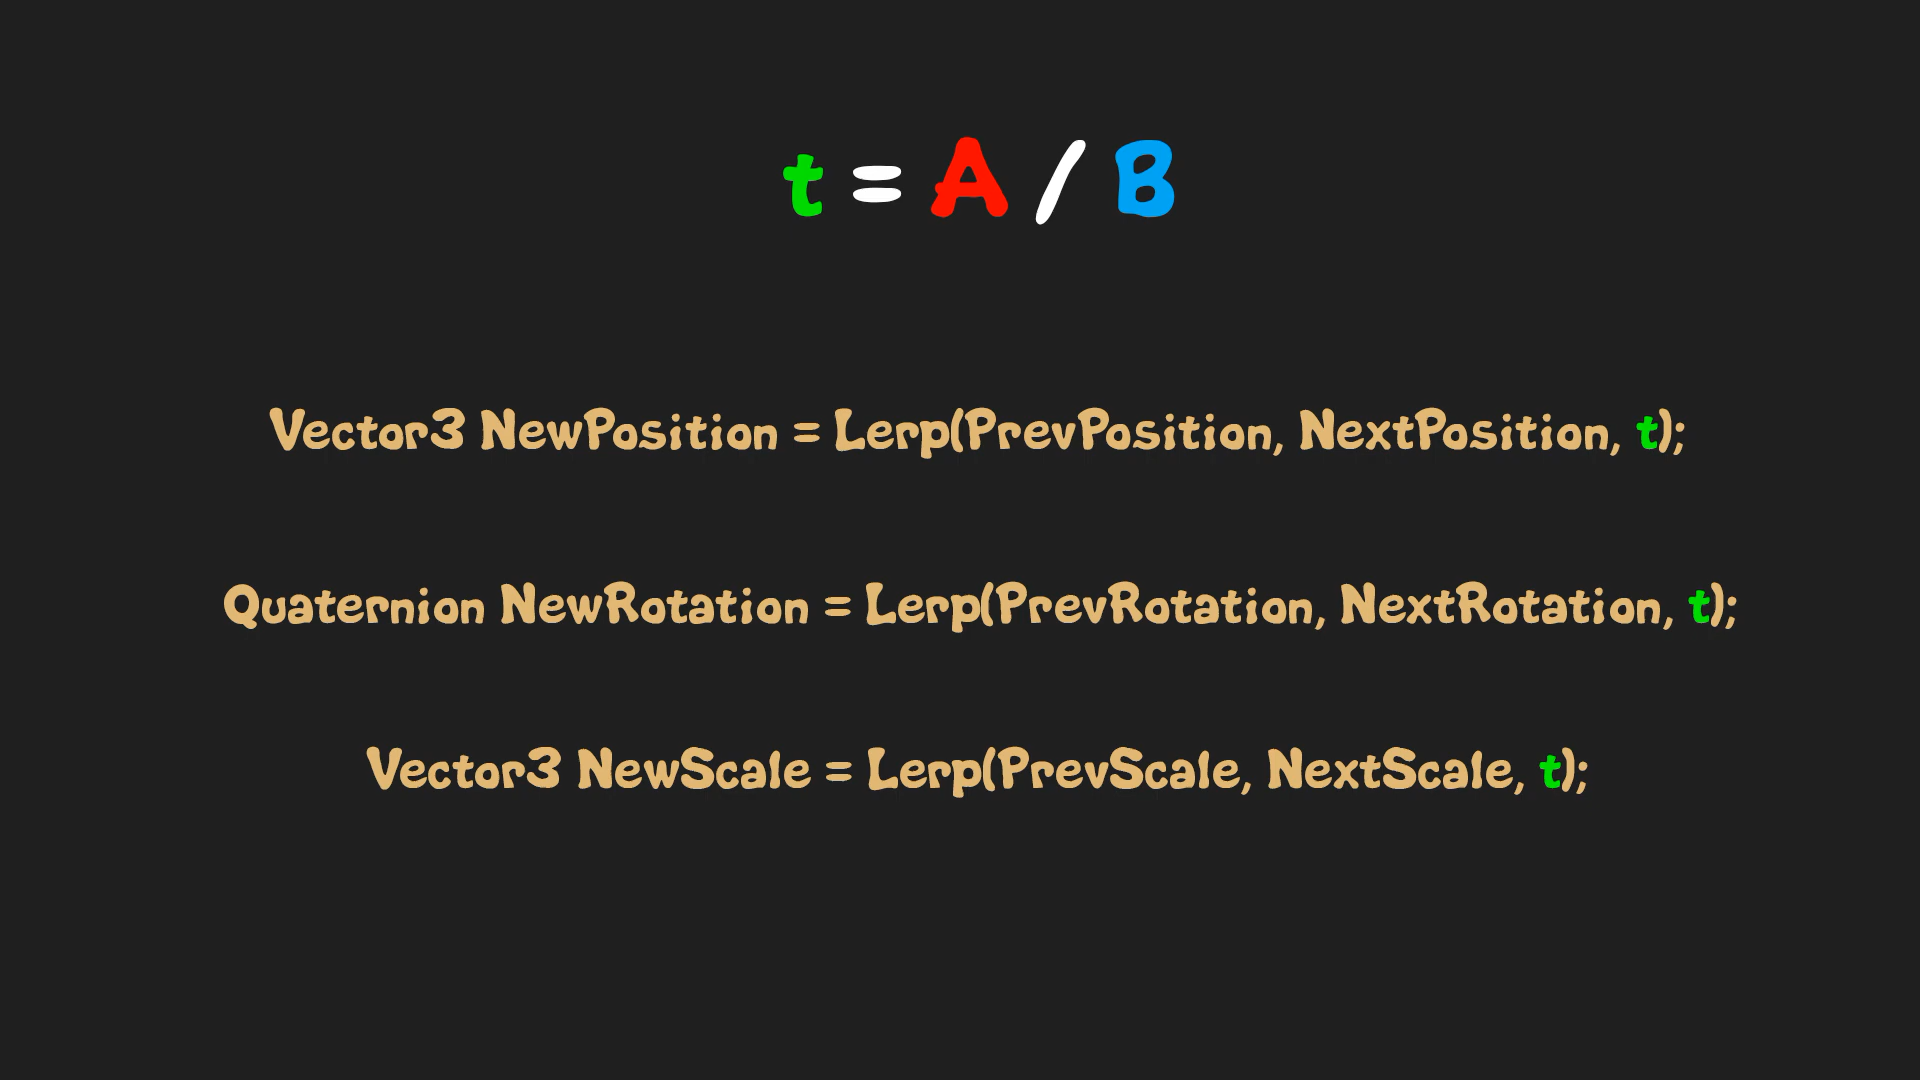 t = A / B
Vector3 NewPosition = Lerp(PrevPosition, NextPosition, t);
Quaternion NewRotation = Lerp(PrevRotation, NextRotation, t);
Vector3 NewScale = Lerp(PrevScale, NextScale, t);